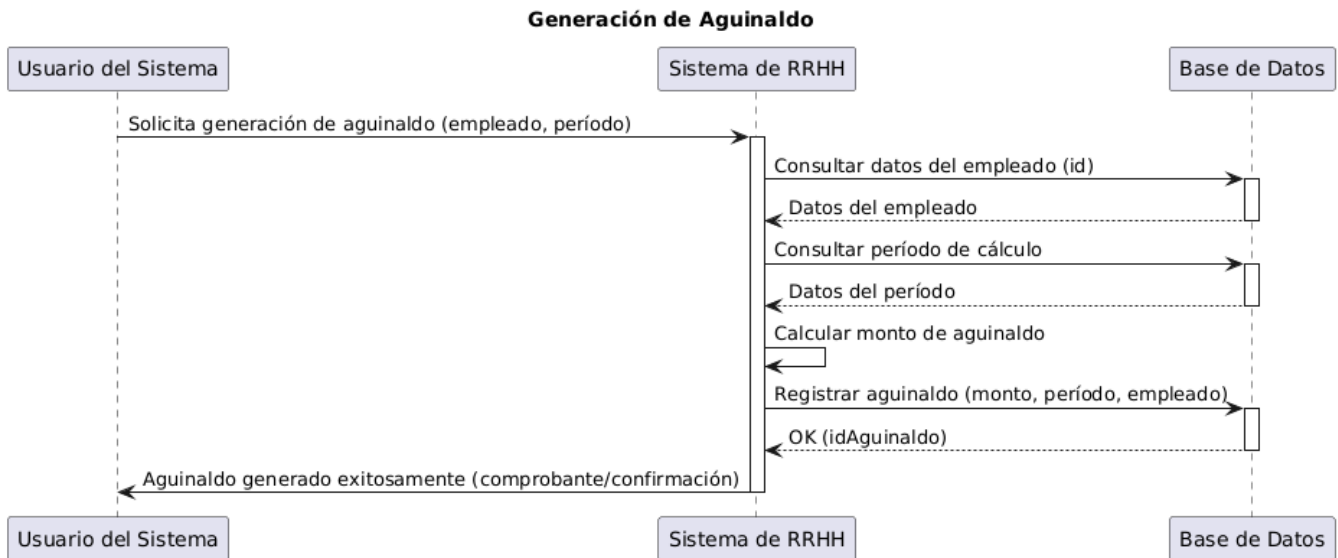 Generación de Aguinaldo
Usuario del Sistema
Sistema de RRHH
Base de Datos
Solicita generación de aguinaldo (empleado, período)
Consultar datos del empleado (id)
Datos del empleado
Consultar período de cálculo
Datos del período
Calcular monto de aguinaldo
Registrar aguinaldo (monto, período, empleado)
OK (idAguinaldo)
Aguinaldo generado exitosamente (comprobante/confirmación)
Usuario del Sistema
Sistema de RRHH
Base de Datos